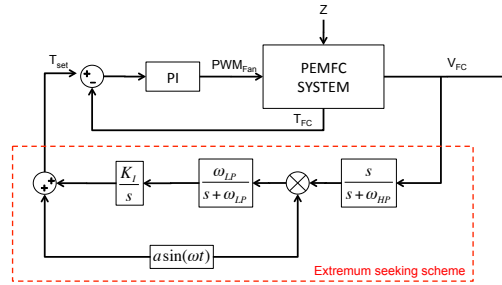 Z
T_set
+
−
PI
PWM_Fan
PEMFC
SYSTEM
V_FC
T_FC
+
+
K_I
s
ω_LP
s + ω_LP
s
s + ω_HP
a sin(ωt)
Extremum seeking scheme